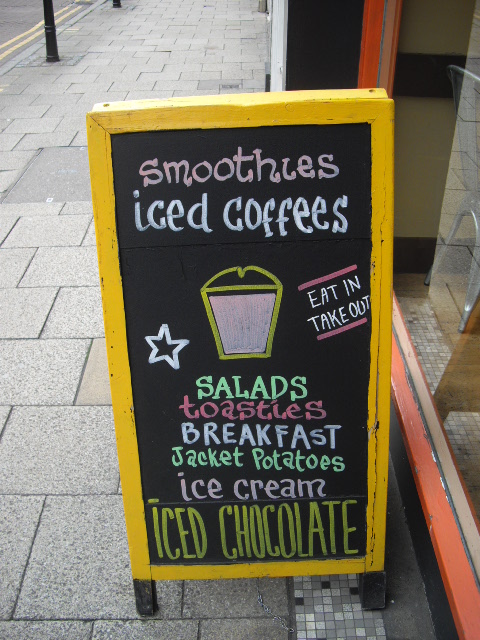 smoothies
iced coffees
EAT IN
TAKE OUT
SALADS
toasties
BREAKFAST
Jacket Potatoes
ice cream
iCED CHOCOLATE